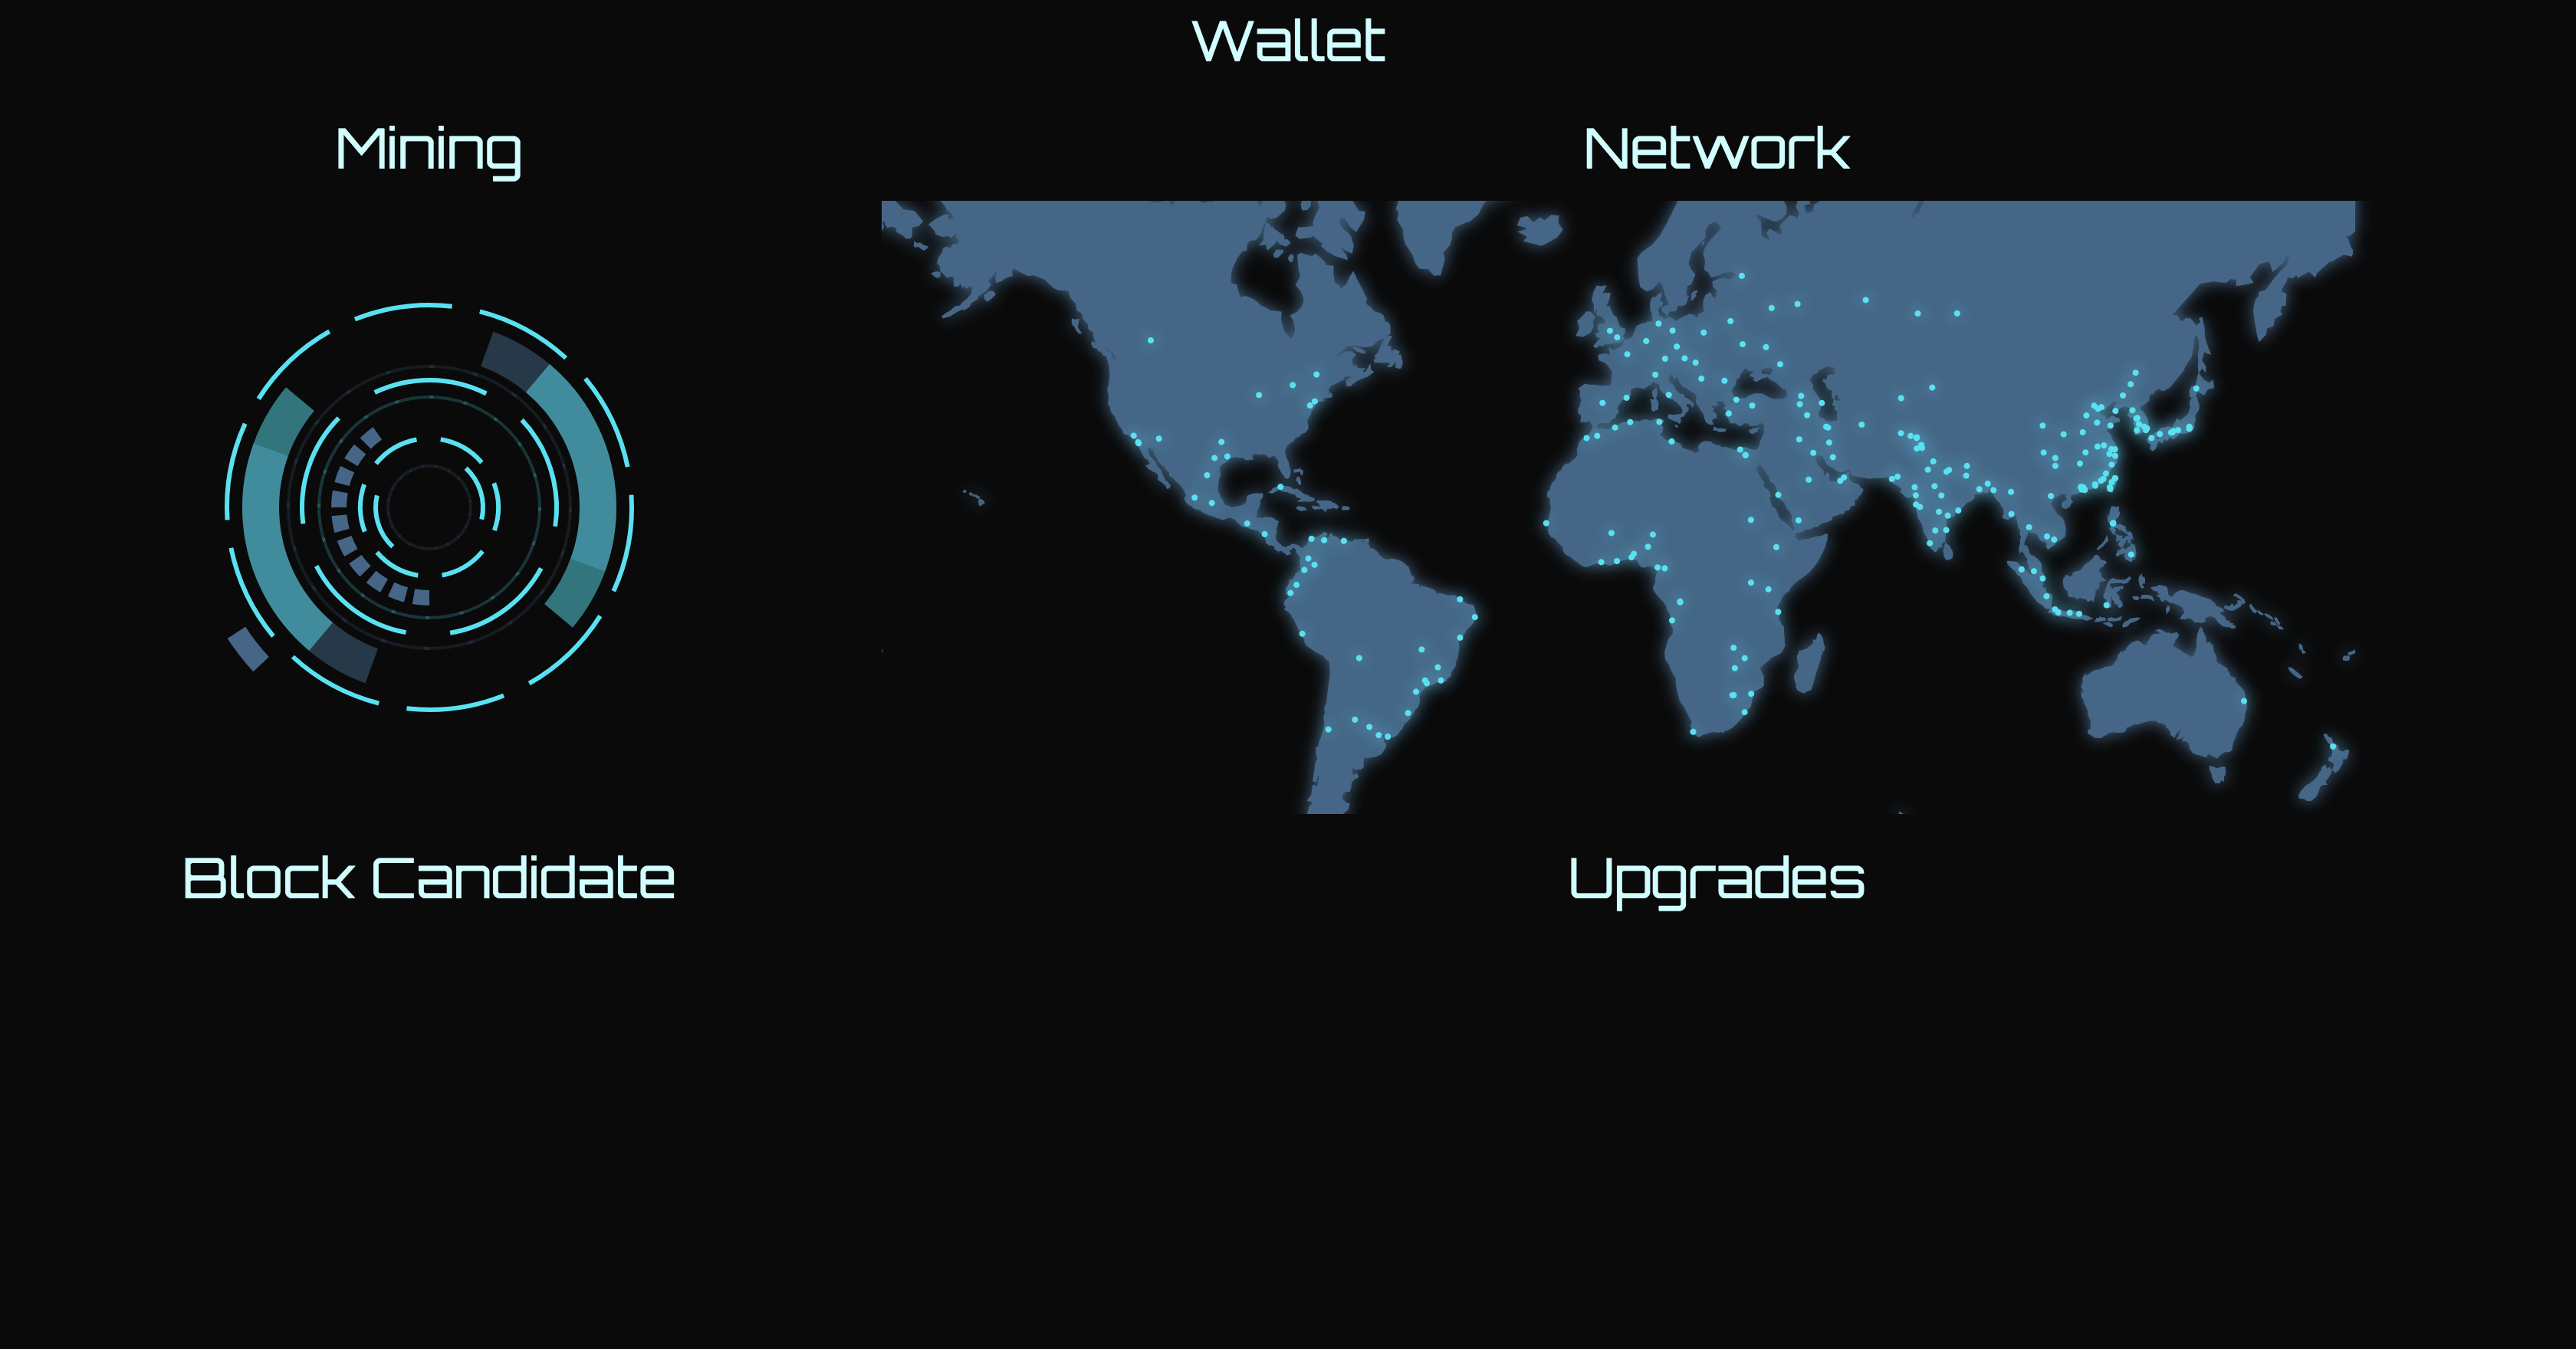 Wallet
Mining
Network
Block Candidate
Upgrades